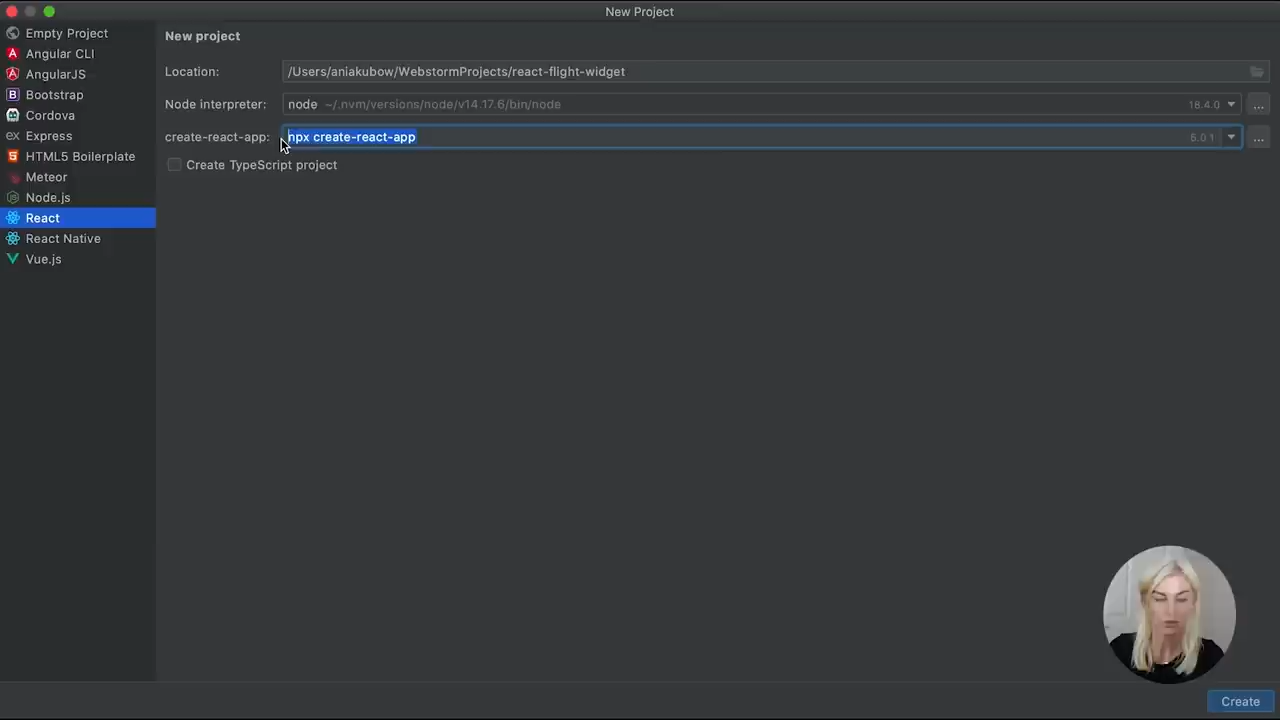 New Project
Empty Project
Angular CLI
AngularJS
Bootstrap
Cordova
ex Express
HTML5 Boilerplate
Meteor
Node.js
React
React Native
Vue.js
New project
Location: /Users/aniakubow/WebstormProjects/react-flight-widget
Node interpreter: node ~/.nvm/versions/node/v14.17.6/bin/node 18.4.0 ...
create-react-app: npx create-react-app 5.0.1 ...
Create TypeScript project
Create